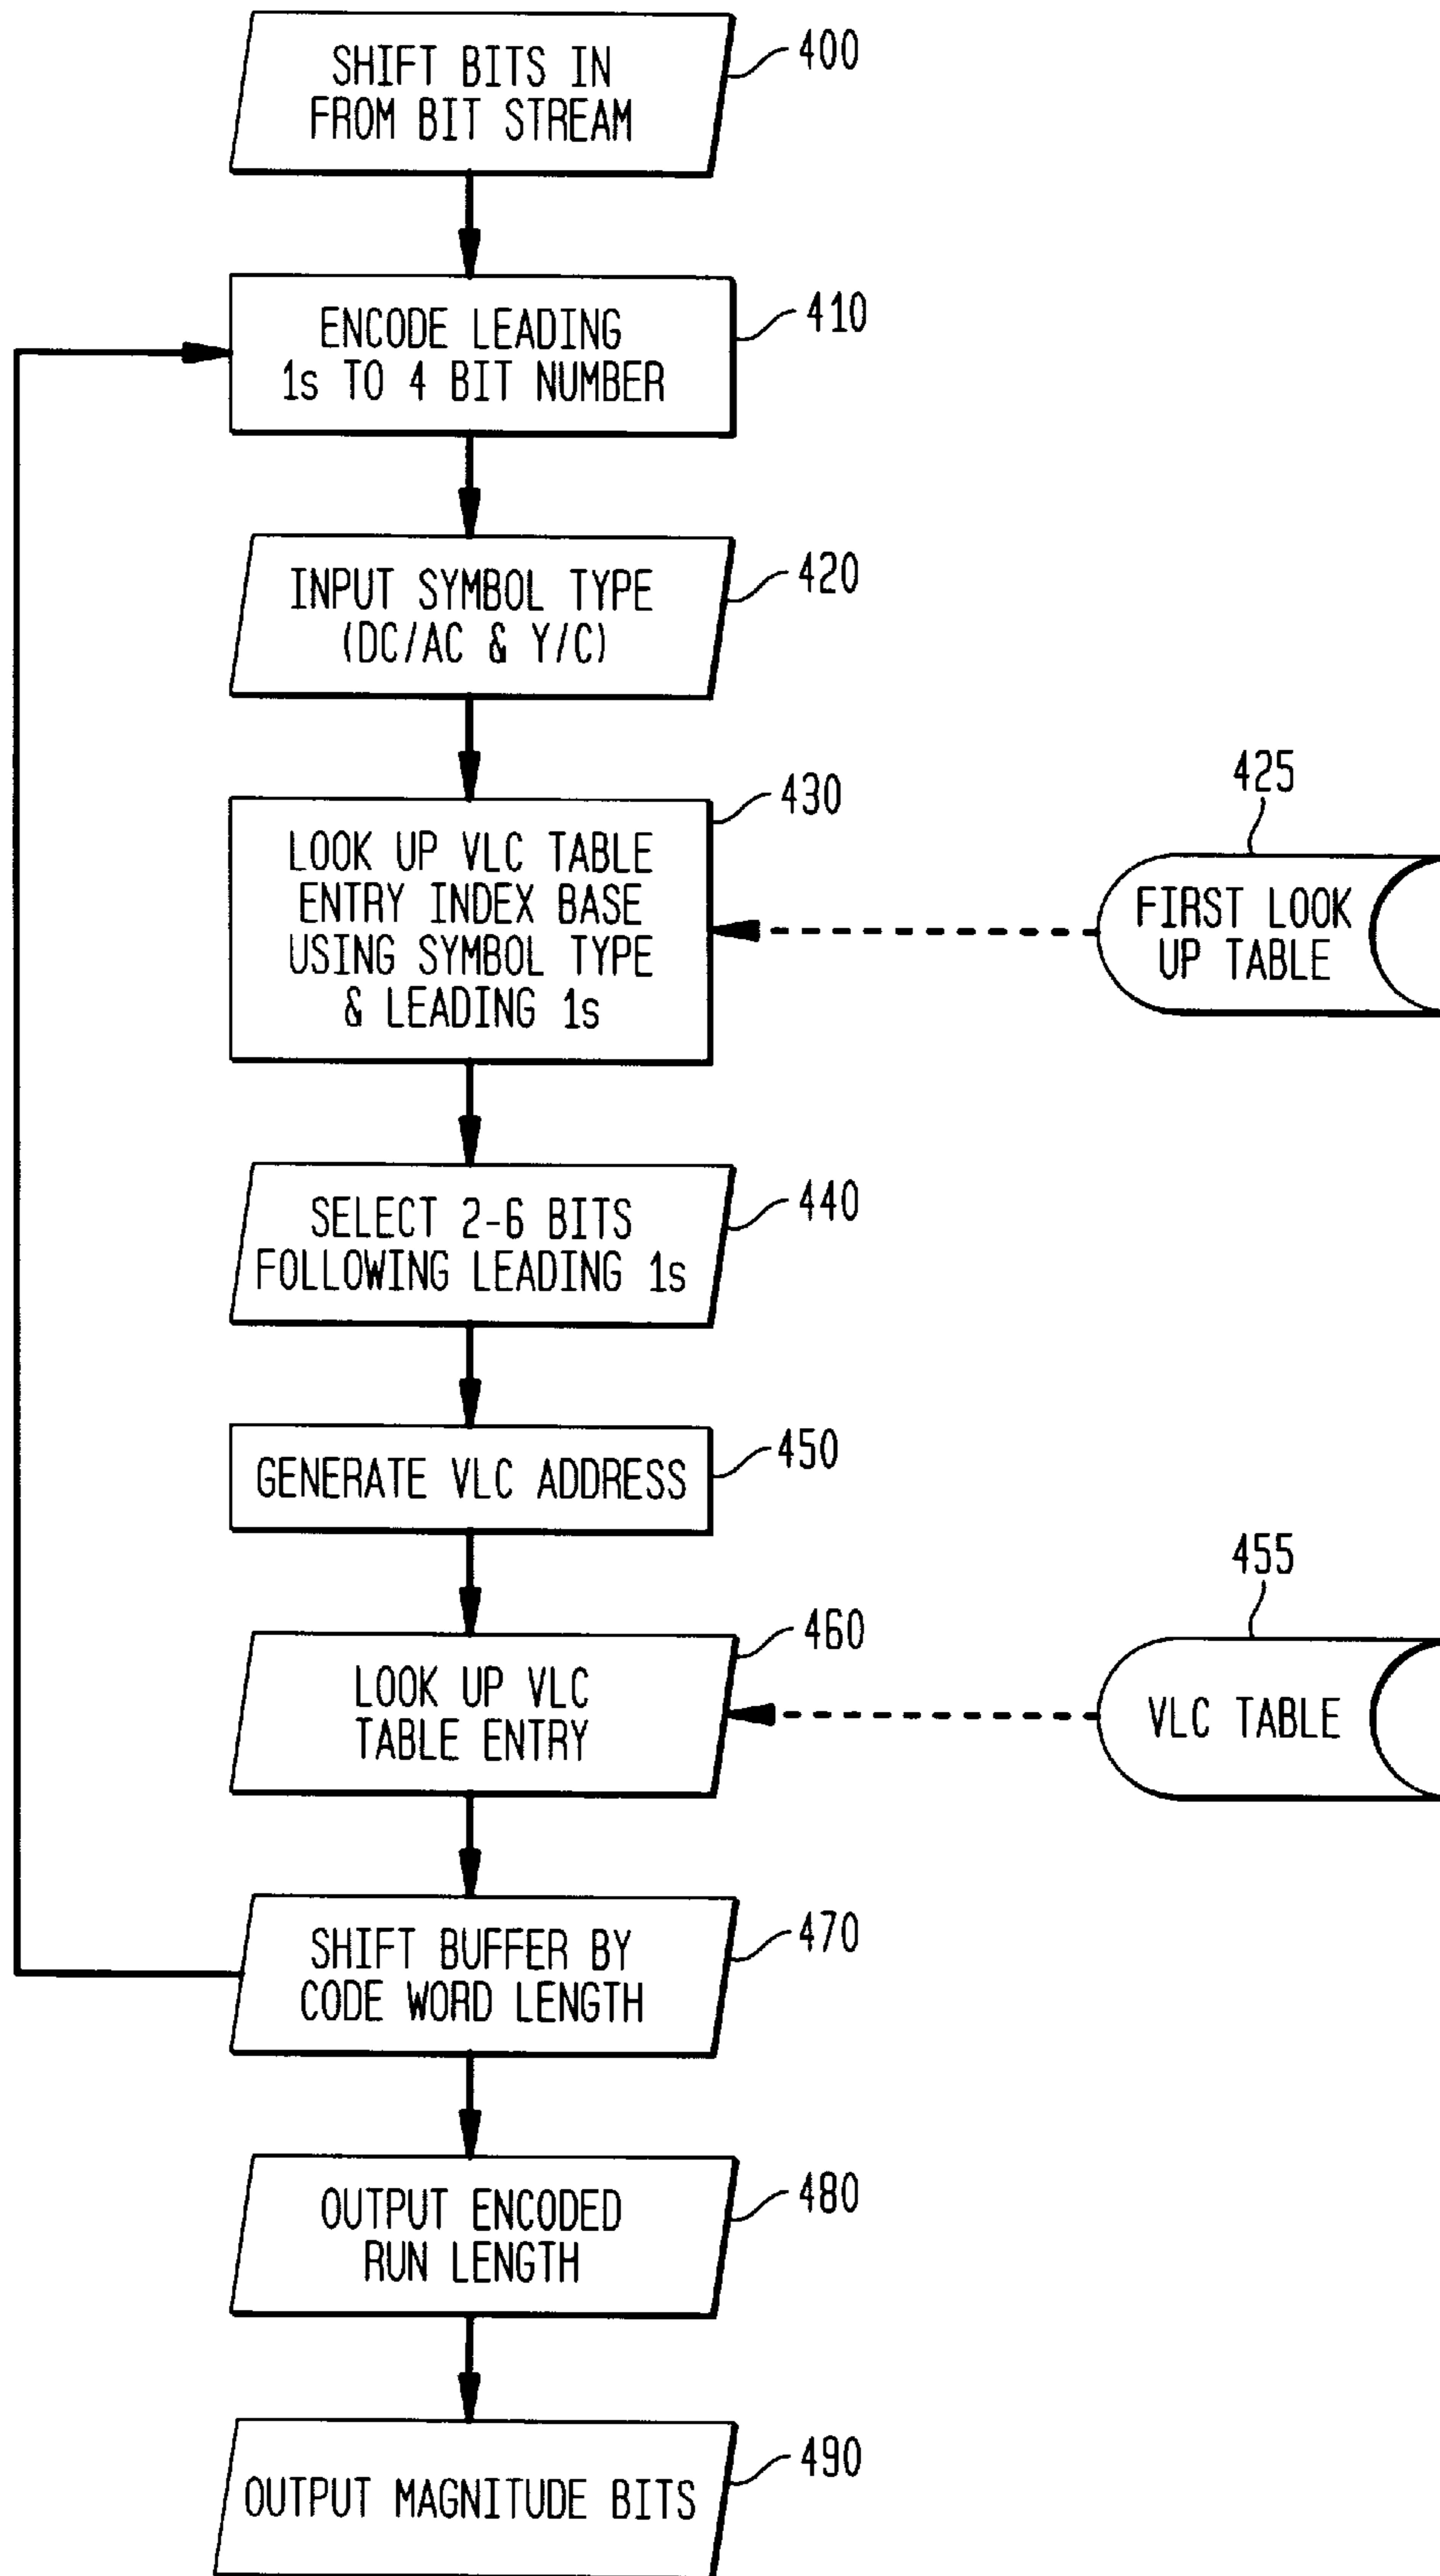 SHIFT BITS IN
FROM BIT STREAM
400
ENCODE LEADING
1s TO 4 BIT NUMBER
410
INPUT SYMBOL TYPE
(DC/AC & Y/C)
420
LOOK UP VLC TABLE
ENTRY INDEX BASE
USING SYMBOL TYPE
& LEADING 1s
430
425
FIRST LOOK
UP TABLE
SELECT 2-6 BITS
FOLLOWING LEADING 1s
440
GENERATE VLC ADDRESS
450
LOOK UP VLC
TABLE ENTRY
460
455
VLC TABLE
SHIFT BUFFER BY
CODE WORD LENGTH
470
OUTPUT ENCODED
RUN LENGTH
480
OUTPUT MAGNITUDE BITS
490